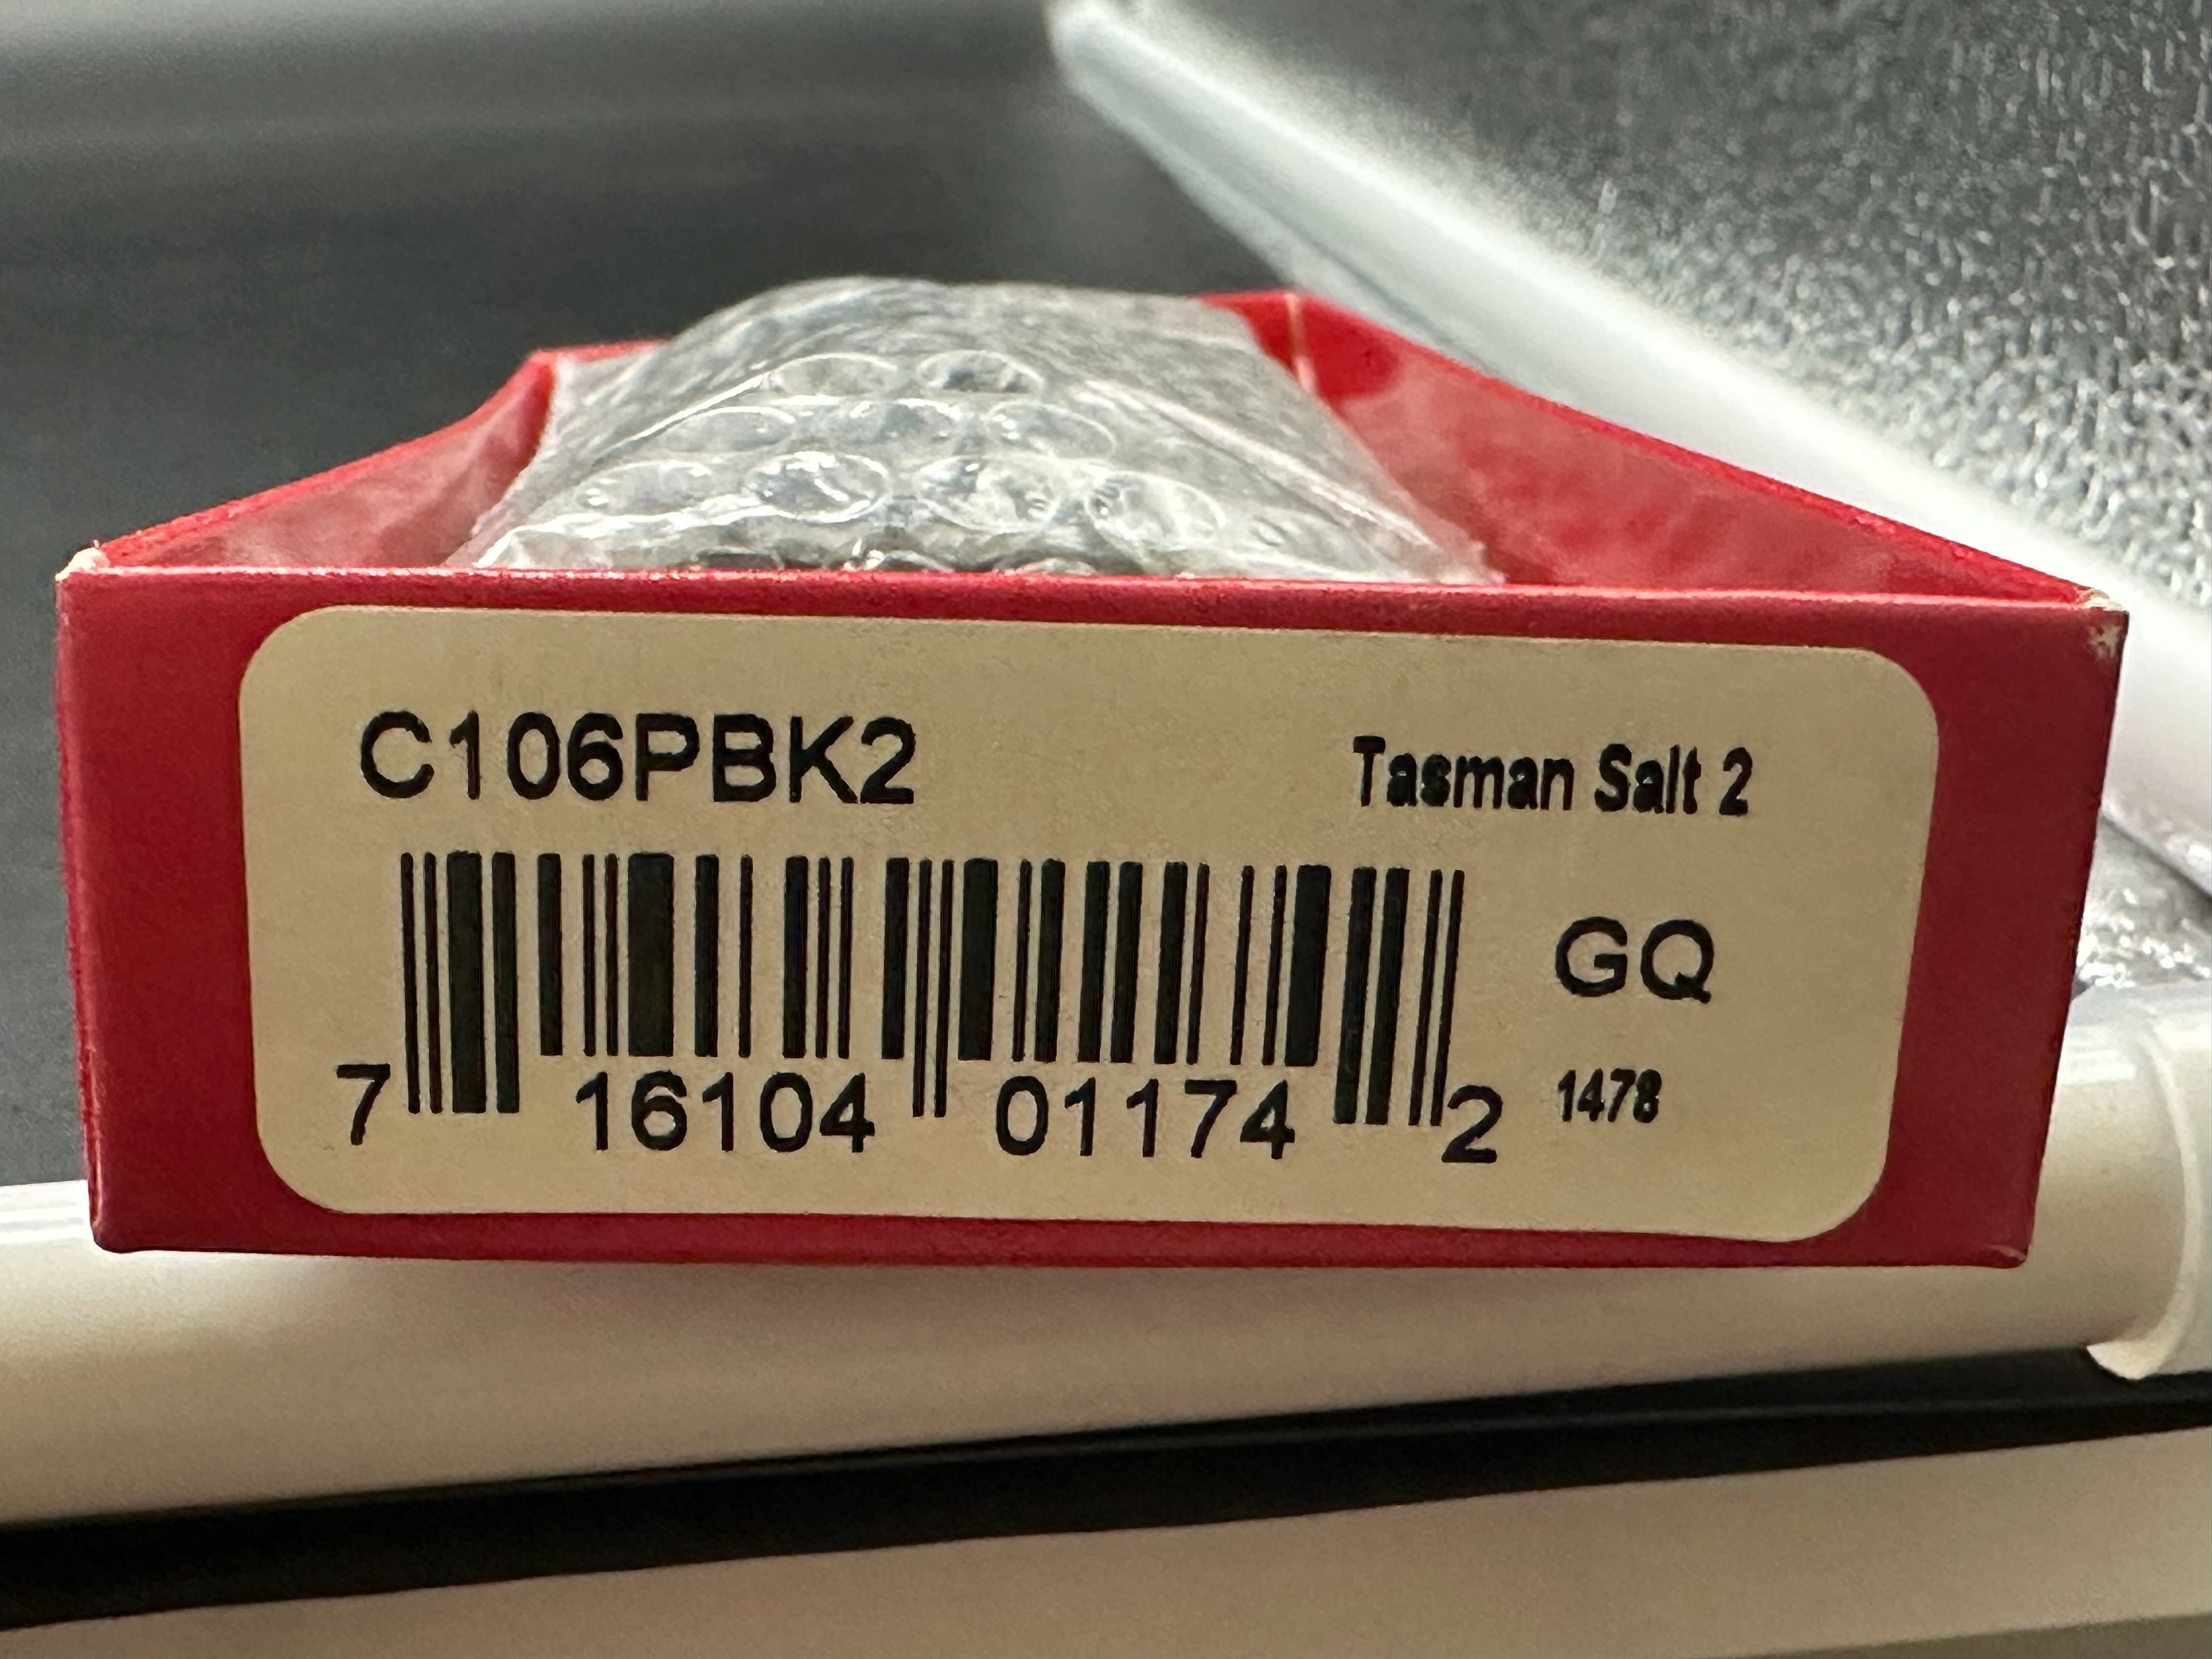 C106PBK2 Tasman Salt 2
GQ
7 16104 01174 2 1478